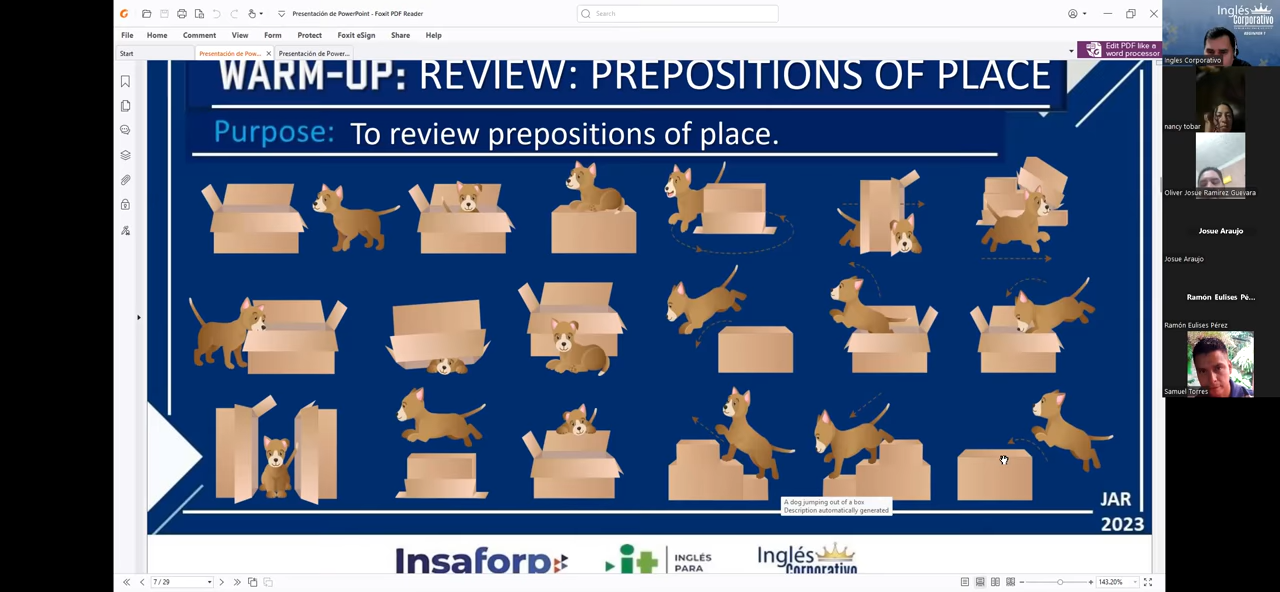 Presentación de PowerPoint - Foxit PDF Reader
Search
File Home Comment View Form Protect Foxit eSign Share Help
Start
Presentación de Pow...
Presentación de Power...
Edit PDF like a
word processor
WARM-UP: REVIEW: PREPOSITIONS OF PLACE
Purpose: To review prepositions of place.
A dog jumping out of a box
Description automatically generated
JAR
2023
Insaforp
it
INGLÉS
PARA
Inglés
Corporativo
7 / 29
143.20%
Inglés
Corporativo
Ingles Corporativo
nancy tobar
Oliver Josue Ramirez Guevara
Josue Araujo
Josue Araujo
Ramón Eulises Pé...
Ramón Eulises Pérez
Samuel Torres